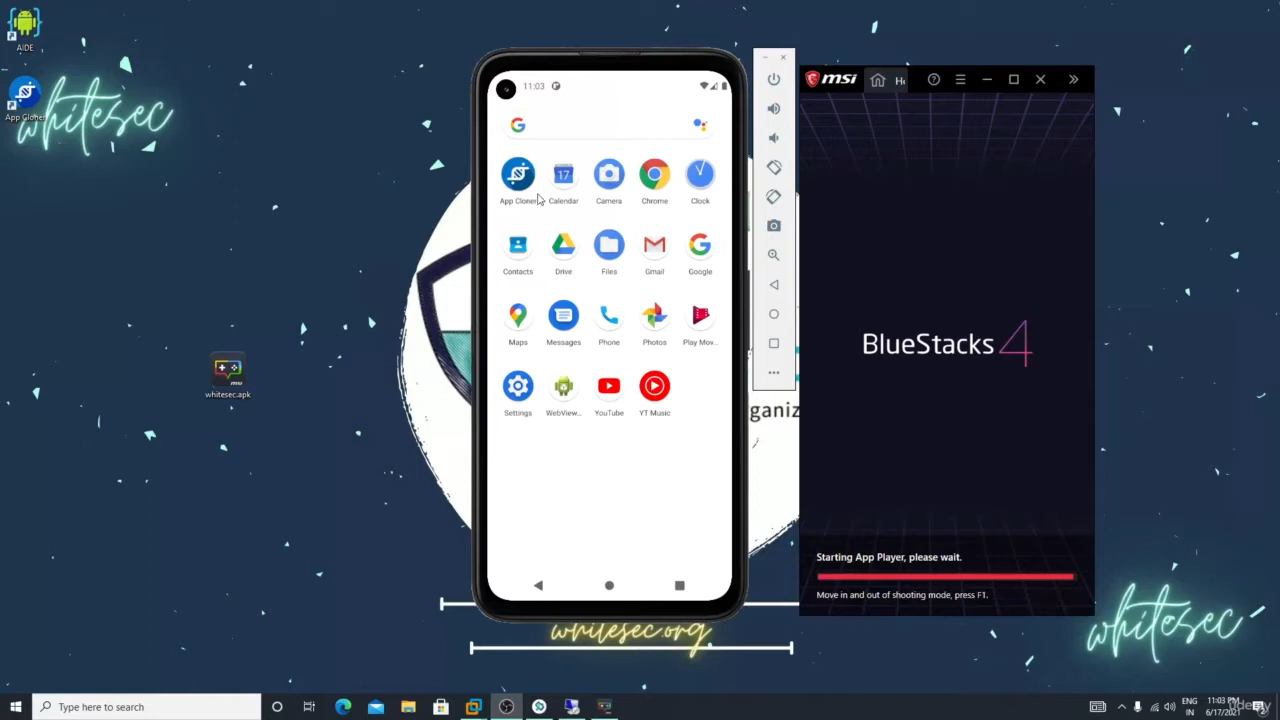 AIDE
App Cloner
whitesec
whitesec.apk
11:03
App Cloner
17
Calendar
Camera
Chrome
Clock
Contacts
Drive
Files
Gmail
Google
Maps
Messages
Phone
Photos
Play Mov...
Settings
WebView...
YouTube
YT Music
msi
BlueStacks 4
Starting App Player, please wait.
Move in and out of shooting mode, press F1.
ganiz
whitesec.org
whitesec
Type here to search
ENG
IN
11:03 PM